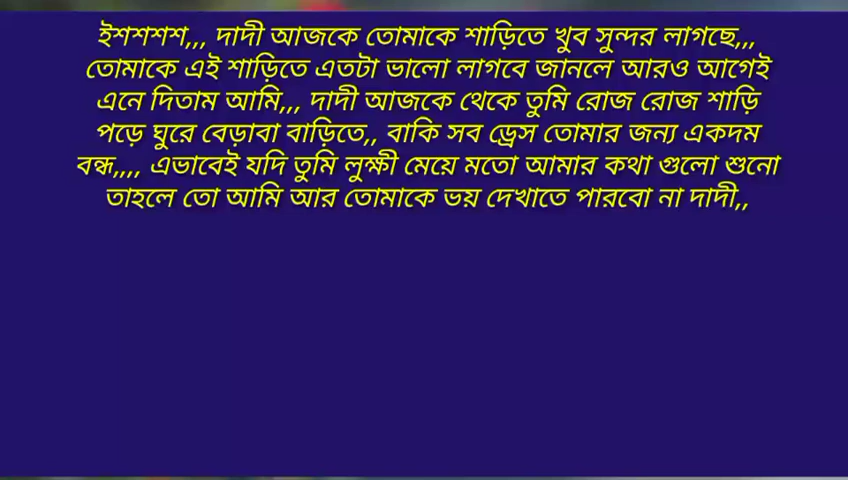 ইশশশশ,,, দাদী আজকে তোমাকে শাড়িতে খুব সুন্দর লাগছে,,,
তোমাকে এই শাড়িতে এতটা ভালো লাগবে জানলে আরও আগেই
এনে দিতাম আমি,,, দাদী আজকে থেকে তুমি রোজ রোজ শাড়ি
পড়ে ঘুরে বেড়াবা বাড়িতে,, বাকি সব ড্রেস তোমার জন্য একদম
বন্ধ,,,, এভাবেই যদি তুমি লুক্ষী মেয়ে মতো আমার কথা গুলো শুনো
তাহলে তো আমি আর তোমাকে ভয় দেখাতে পারবো না দাদী,,